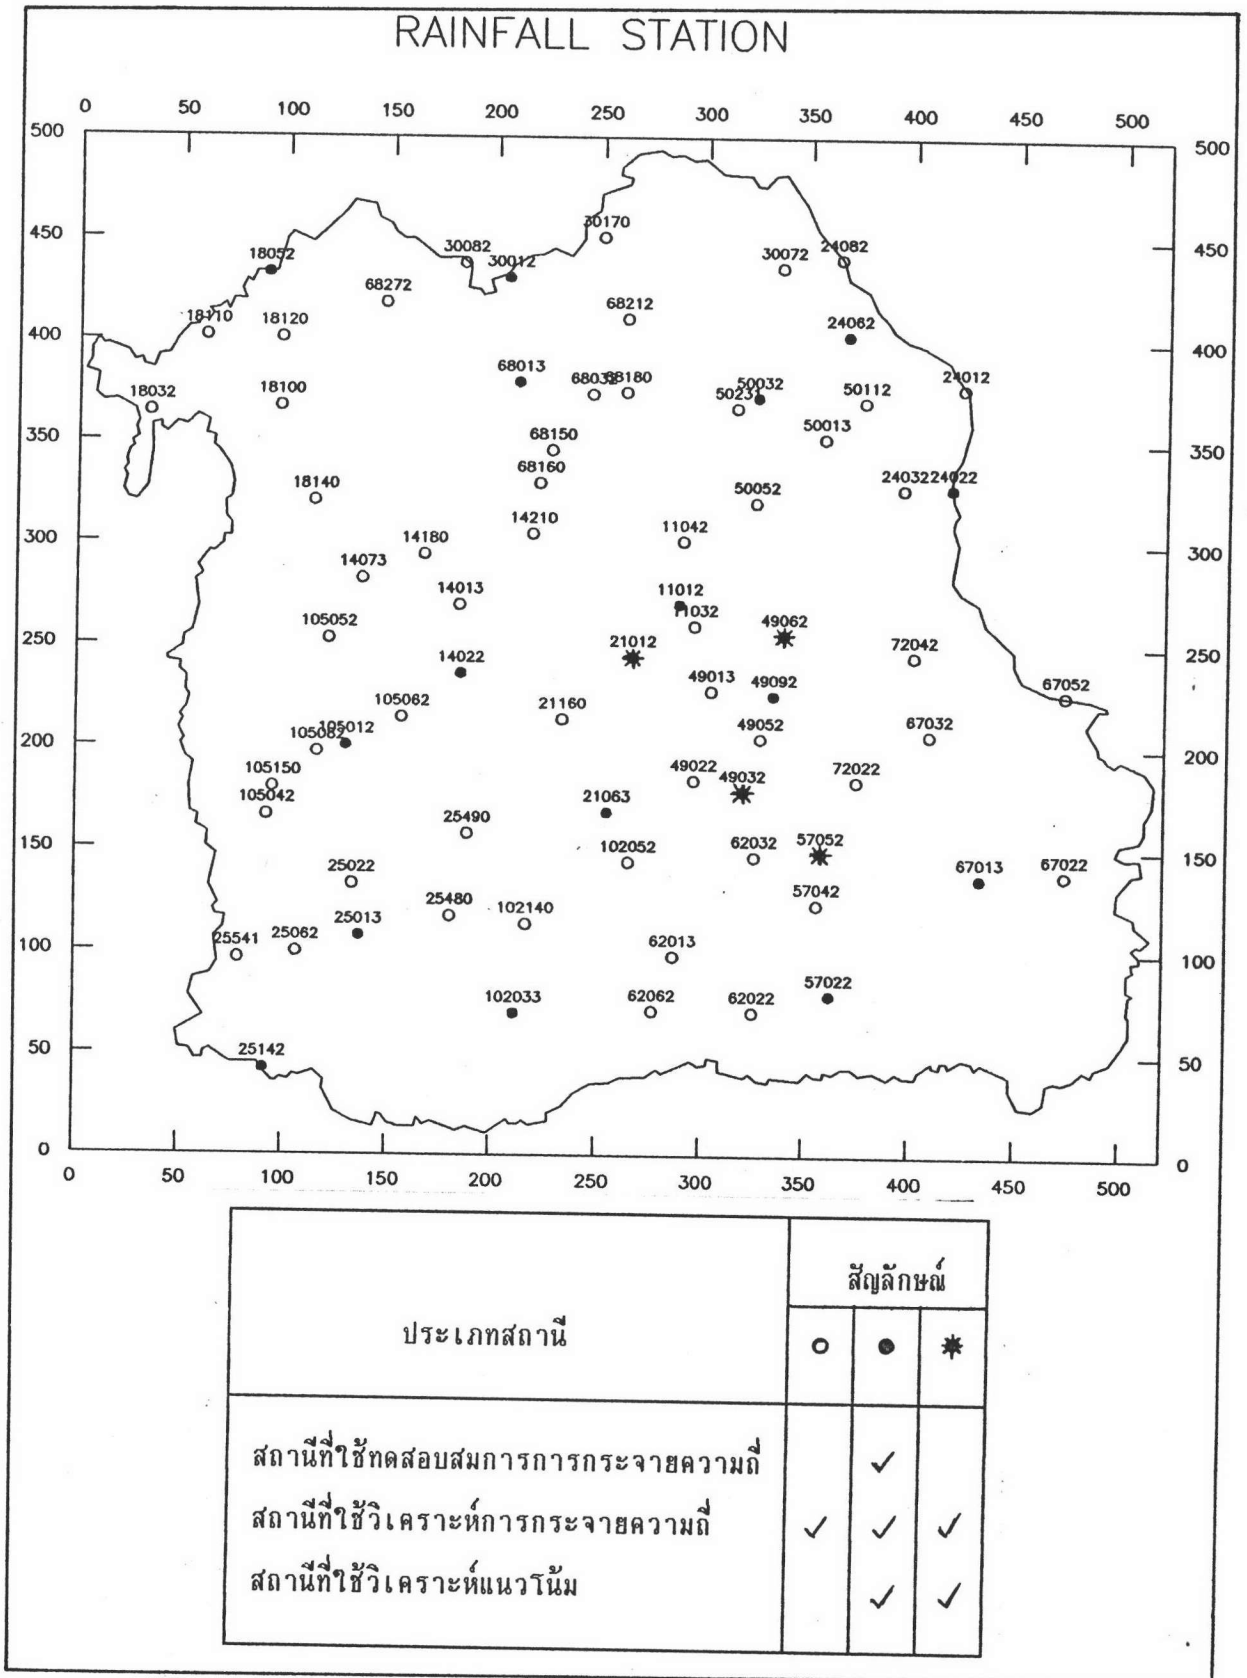 RAINFALL STATION
0 50 100 150 200 250 300 350 400 450 500
500 500
30170
450 18052 30082 30012 30072 24082 450
68272
18110 18120 68212 24062
400 400
68013 68032 68180 50032 24012
18032 18100 50231 50112
350 68150 50013 350
68160
18140 50052 24032 24022
14210
300 14180 11042 300
14073
14013 11012
105052 11032 49062
250 14022 21012 72042 250
49013 49092 67052
105062 21160
105082 105012 49052 67032
200 200
105150 49022 49032 72022
105042 21063
25490
150 102052 62032 57052 150
25022 67013 67022
25480 102140 57042
25541 25062 25013
100 62013 100
102033 62062 62022 57022
50 25142 50
0 0
0 50 100 150 200 250 300 350 400 450 500
สัญลักษณ์
ประเภทสถานี
สถานีที่ใช้ทดสอบสมการการกระจายความถี่
สถานีที่ใช้วิเคราะห์การกระจายความถี่
สถานีที่ใช้วิเคราะห์แนวโน้ม